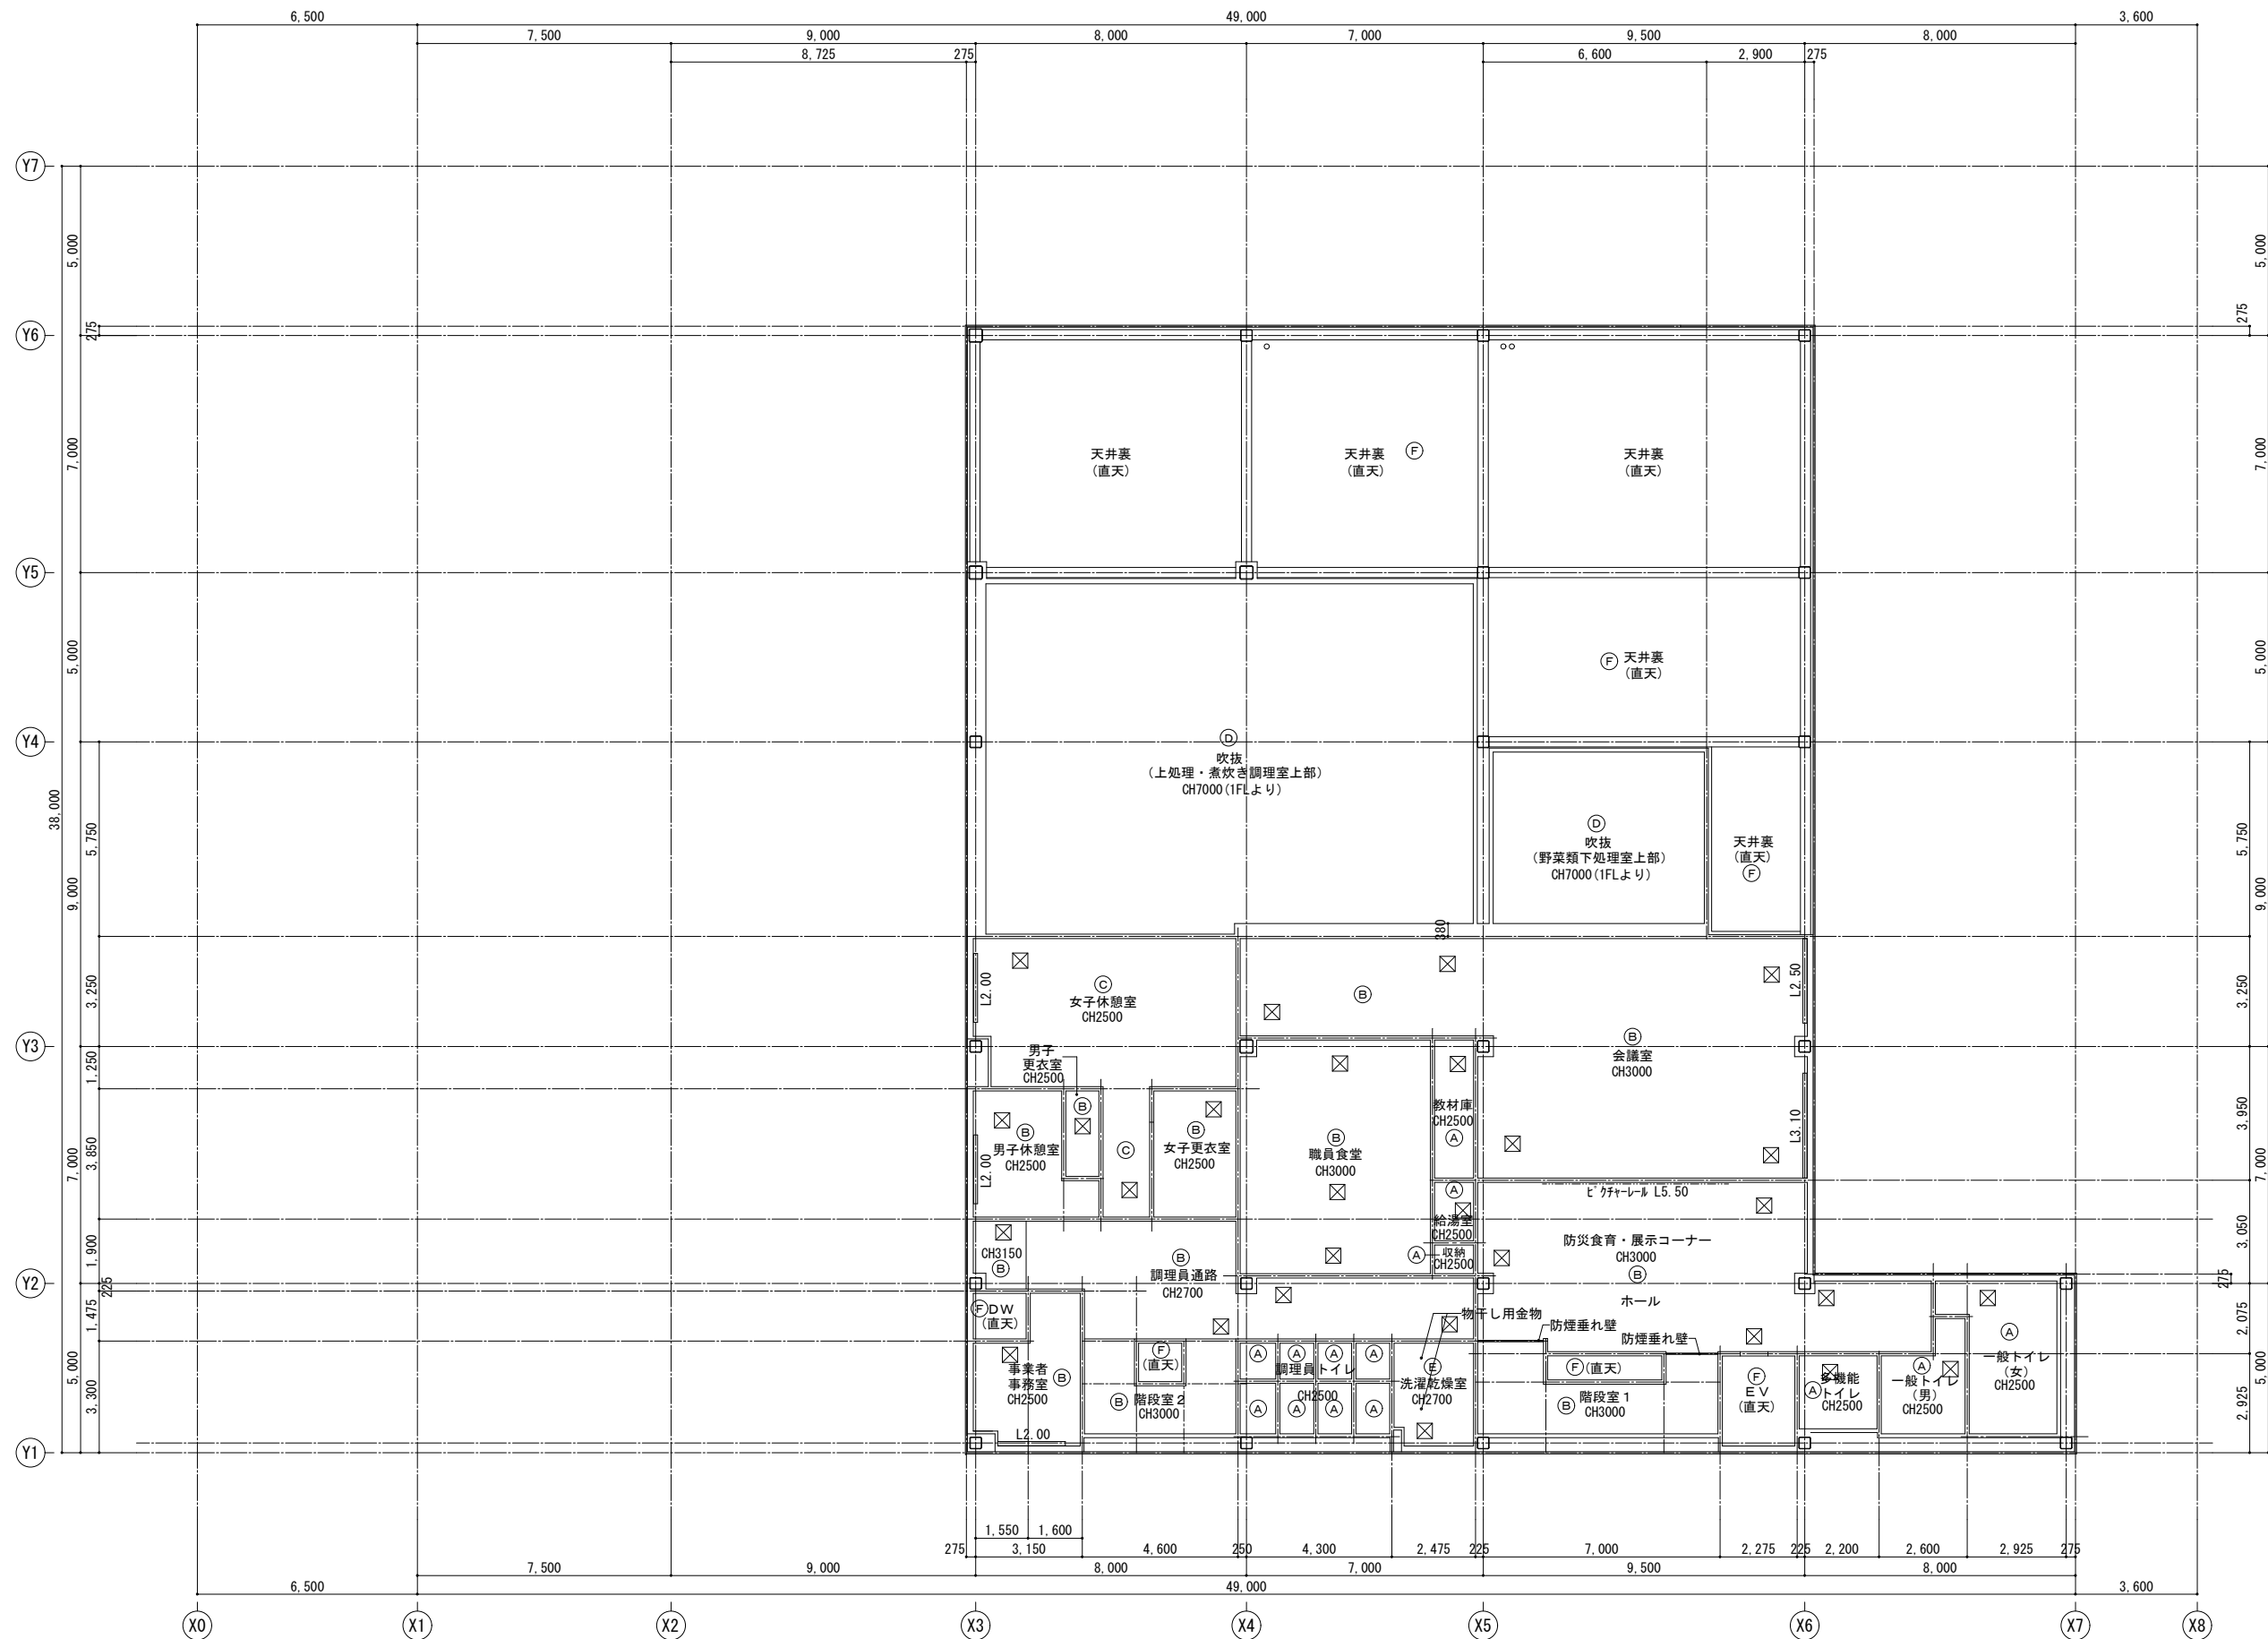 6,500
49,000
3,600
7,500
9,000
8,000
7,000
9,500
8,000
8,725
275
6,600
2,900
275
Y7
5,000
5,000
275
275
Y6
7,000
7,000
天井裏
(直天)
天井裏
(直天)
F
天井裏
(直天)
Y5
5,000
5,000
F
天井裏
(直天)
Y4
38,000
9,000
5,750
5,750
9,000
D
吹抜
(上処理・煮炊き調理室上部)
CH7000(1FLより)
D
吹抜
(野菜類下処理室上部)
CH7000(1FLより)
天井裏
(直天)
F
380
3,250
3,250
L2.00
C
女子休憩室
CH2500
B
L2.50
Y3
B
会議室
CH3000
1,250
男子
更衣室
CH2500
7,000
3,850
3,950
7,000
B
男子休憩室
CH2500
L2.00
B
C
B
女子更衣室
CH2500
B
職員食堂
CH3000
教材庫
CH2500
A
L3.10
ピクチャーレール L5.50
A
給湯室
CH2500
A
収納
CH2500
1,900
3,050
CH3150
B
B
調理員通路
CH2700
防災食育・展示コーナー
CH3000
B
Y2
225
275
ホール
5,000
1,475
2,075
5,000
F
DW
(直天)
物干し用金物
防煙垂れ壁
防煙垂れ壁
3,300
2,925
事業者
事務室
CH2500
B
L2.00
F
(直天)
B
階段室2
CH3000
A
A
A
A
調理員トイレ
CH2500
A
A
A
A
E
洗濯乾燥室
CH2700
F
(直天)
B
階段室1
CH3000
F
EV
(直天)
多機能
トイレ
CH2500
A
A
一般トイレ
(男)
CH2500
A
一般トイレ
(女)
CH2500
Y1
1,550
1,600
275
3,150
4,600
250
4,300
2,475
225
7,000
2,275
225
2,200
2,600
2,925
275
7,500
9,000
8,000
7,000
9,500
8,000
6,500
49,000
3,600
X0
X1
X2
X3
X4
X5
X6
X7
X8